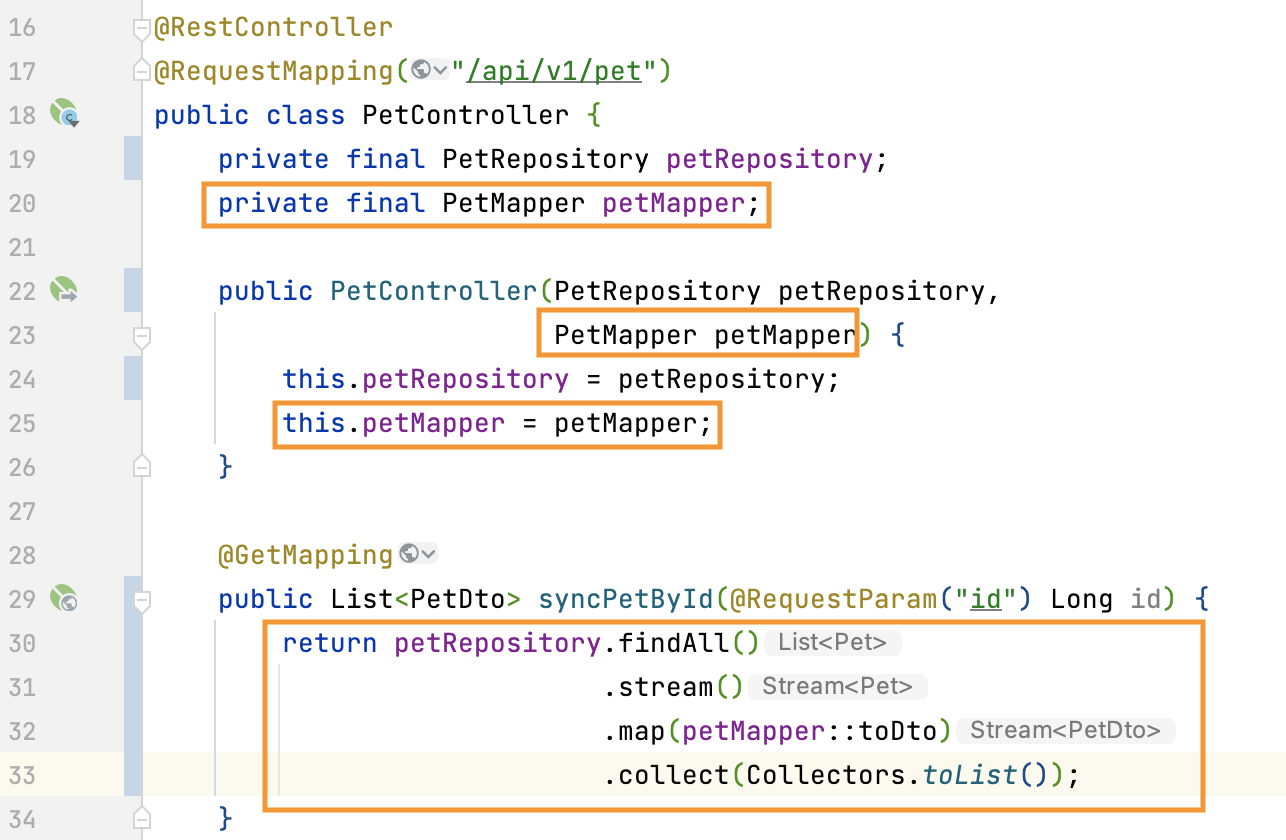 16 @RestController
17 @RequestMapping("/api/v1/pet")
18 public class PetController {
19 private final PetRepository petRepository;
20 private final PetMapper petMapper;
21
22 public PetController(PetRepository petRepository,
23 PetMapper petMapper) {
24 this.petRepository = petRepository;
25 this.petMapper = petMapper;
26 }
27
28 @GetMapping
29 public List<PetDto> syncPetById(@RequestParam("id") Long id) {
30 return petRepository.findAll() List<Pet>
31 .stream() Stream<Pet>
32 .map(petMapper::toDto) Stream<PetDto>
33 .collect(Collectors.toList());
34 }